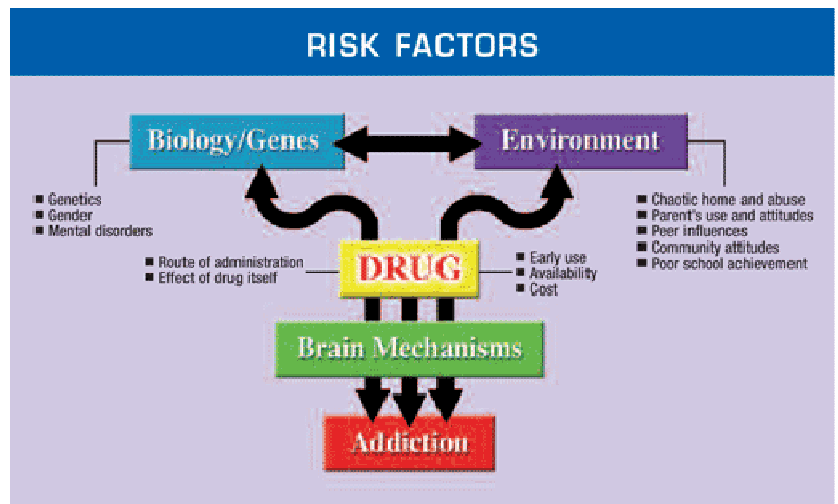 RISK FACTORS
Biology/Genes
Environment
■ Genetics
■ Gender
■ Mental disorders
■ Chaotic home and abuse
■ Parent's use and attitudes
■ Peer influences
■ Community attitudes
■ Poor school achievement
■ Route of administration
■ Effect of drug itself
DRUG
■ Early use
■ Availability
■ Cost
Brain Mechanisms
Addiction